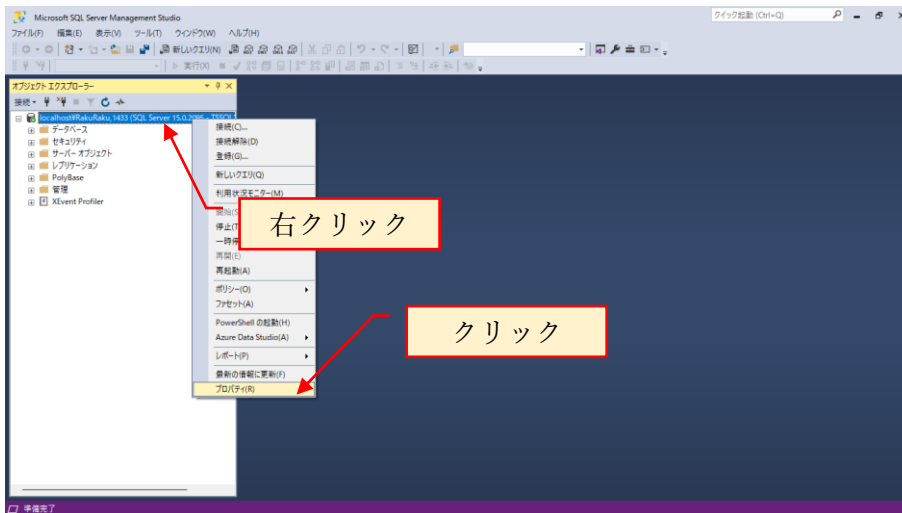 Microsoft SQL Server Management Studio
クイック起動 (Ctrl+Q)
ファイル(F) 編集(E) 表示(V) ツール(T) ウィンドウ(W) ヘルプ(H)
新しいクエリ(N)
実行(X)
オブジェクト エクスプローラー
接続
localhost¥RakuRaku,1433 (SQL Server 15.0.2095 - TSSQL
データベース
セキュリティ
サーバー オブジェクト
レプリケーション
PolyBase
管理
XEvent Profiler
接続(C)...
接続解除(D)
登録(G)...
新しいクエリ(Q)
利用状況モニター(M)
開始(S
停止(T
一時停
再開(E)
再起動(A)
ポリシー(O)
ファセット(A)
PowerShell の起動(H)
Azure Data Studio(A)
レポート(P)
最新の情報に更新(F)
プロパティ(R)
右クリック
クリック
準備完了